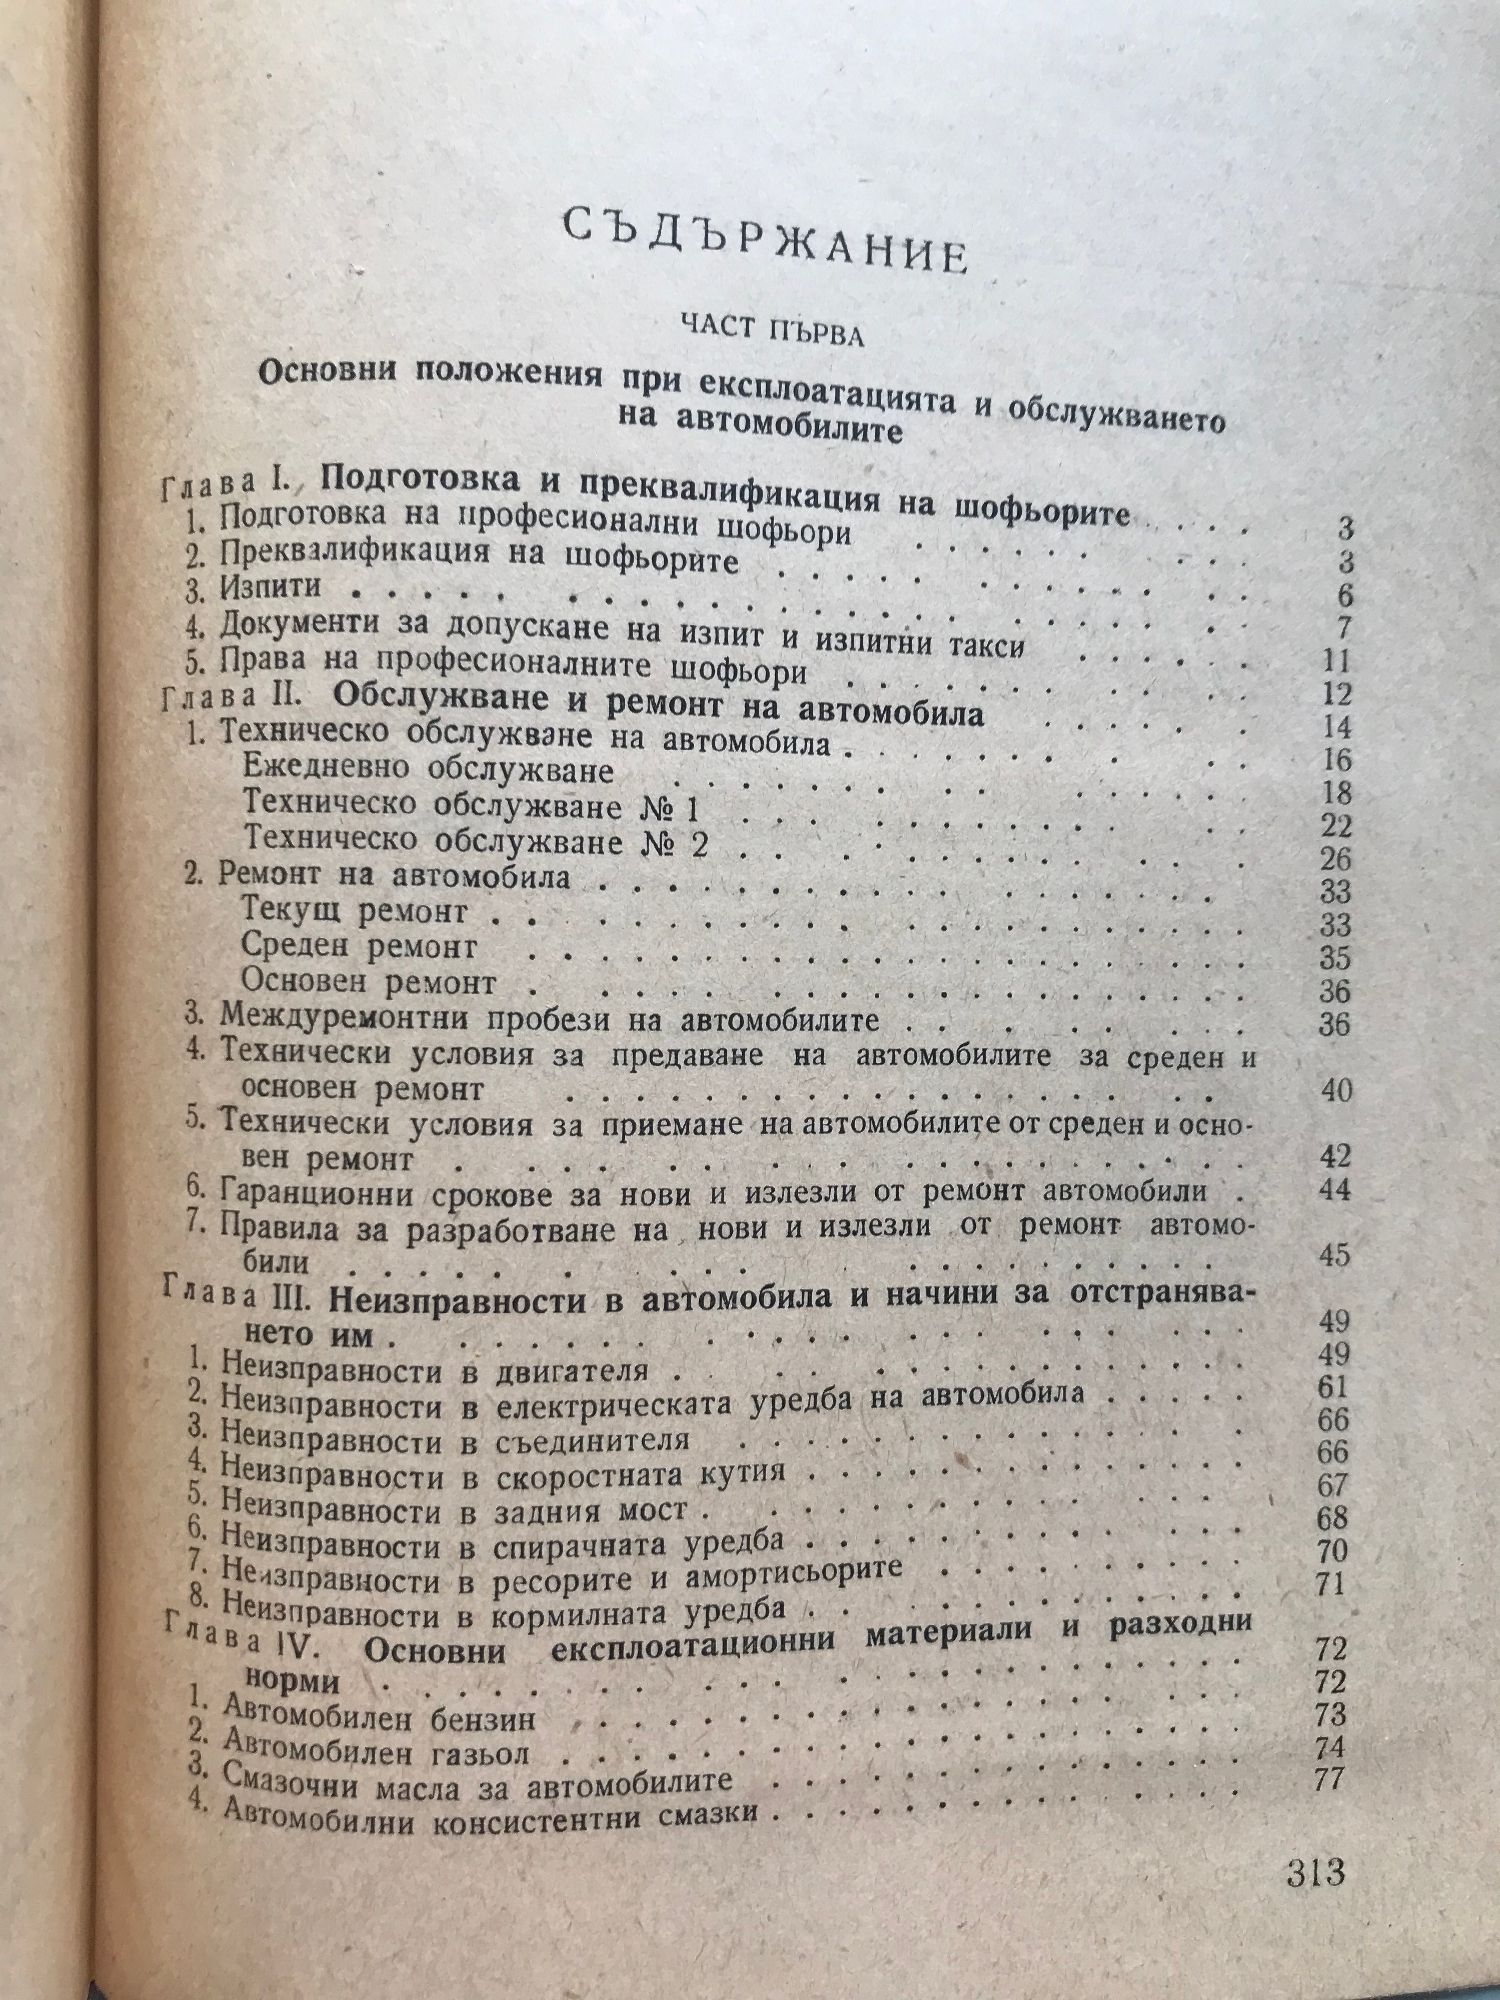 СЪДЪРЖАНИЕ
ЧАСТ ПЪРВА
Основни положения при експлоатацията и обслужването
на автомобилите
Глава I. Подготовка и преквалификация на шофьорите . . . . 3
1. Подготовка на професионални шофьори . . . . . . . . . 3
2. Преквалификация на шофьорите . . . . . . . . . . . . 6
3. Изпити . . . . . . . . . . . . . . . . . . . . . 7
4. Документи за допускане на изпит и изпитни такси . . . . . . 11
5. Права на професионалните шофьори . . . . . . . . . . 12
Глава II. Обслужване и ремонт на автомобила . . . . . . 14
1. Техническо обслужване на автомобила . . . . . . . . . . 16
Ежедневно обслужване . . . . . . . . . . . . . . 18
Техническо обслужване № 1 . . . . . . . . . . . . . 22
Техническо обслужване № 2 . . . . . . . . . . . . . 26
2. Ремонт на автомобила . . . . . . . . . . . . . . . . 33
Текущ ремонт . . . . . . . . . . . . . . . . . . . 33
Среден ремонт . . . . . . . . . . . . . . . . . . 35
Основен ремонт . . . . . . . . . . . . . . . . . . 36
3. Междуремонтни пробези на автомобилите . . . . . . . . . 36
4. Технически условия за предаване на автомобилите за среден и
основен ремонт . . . . . . . . . . . . . . . . . 40
5. Технически условия за приемане на автомобилите от среден и осно-
вен ремонт . . . . . . . . . . . . . . . . . . . 42
6. Гаранционни срокове за нови и излезли от ремонт автомобили . 44
7. Правила за разработване на нови и излезли от ремонт автомо-
били . . . . . . . . . . . . . . . . . . . . . 45
Глава III. Неизправности в автомобила и начини за отстранява-
нето им . . . . . . . . . . . . . . . . . . . . 49
1. Неизправности в двигателя . . . . . . . . . . . . . . 49
2. Неизправности в електрическата уредба на автомобила . . . . . 61
3. Неизправности в съединителя . . . . . . . . . . . . . 66
4. Неизправности в скоростната кутия . . . . . . . . . . . 66
5. Неизправности в задния мост . . . . . . . . . . . . . 67
6. Неизправности в спирачната уредба . . . . . . . . . . . 68
7. Неизправности в ресорите и амортисьорите . . . . . . . . 70
8. Неизправности в кормилната уредба . . . . . . . . . . . 71
Глава IV. Основни експлоатационни материали и разходни
норми . . . . . . . . . . . . . . . . . . . . . 72
1. Автомобилен бензин . . . . . . . . . . . . . . . . 72
2. Автомобилен газьол . . . . . . . . . . . . . . . . . 73
3. Смазочни масла за автомобилите . . . . . . . . . . . . 74
4. Автомобилни консистентни смазки . . . . . . . . . . . . 77
313